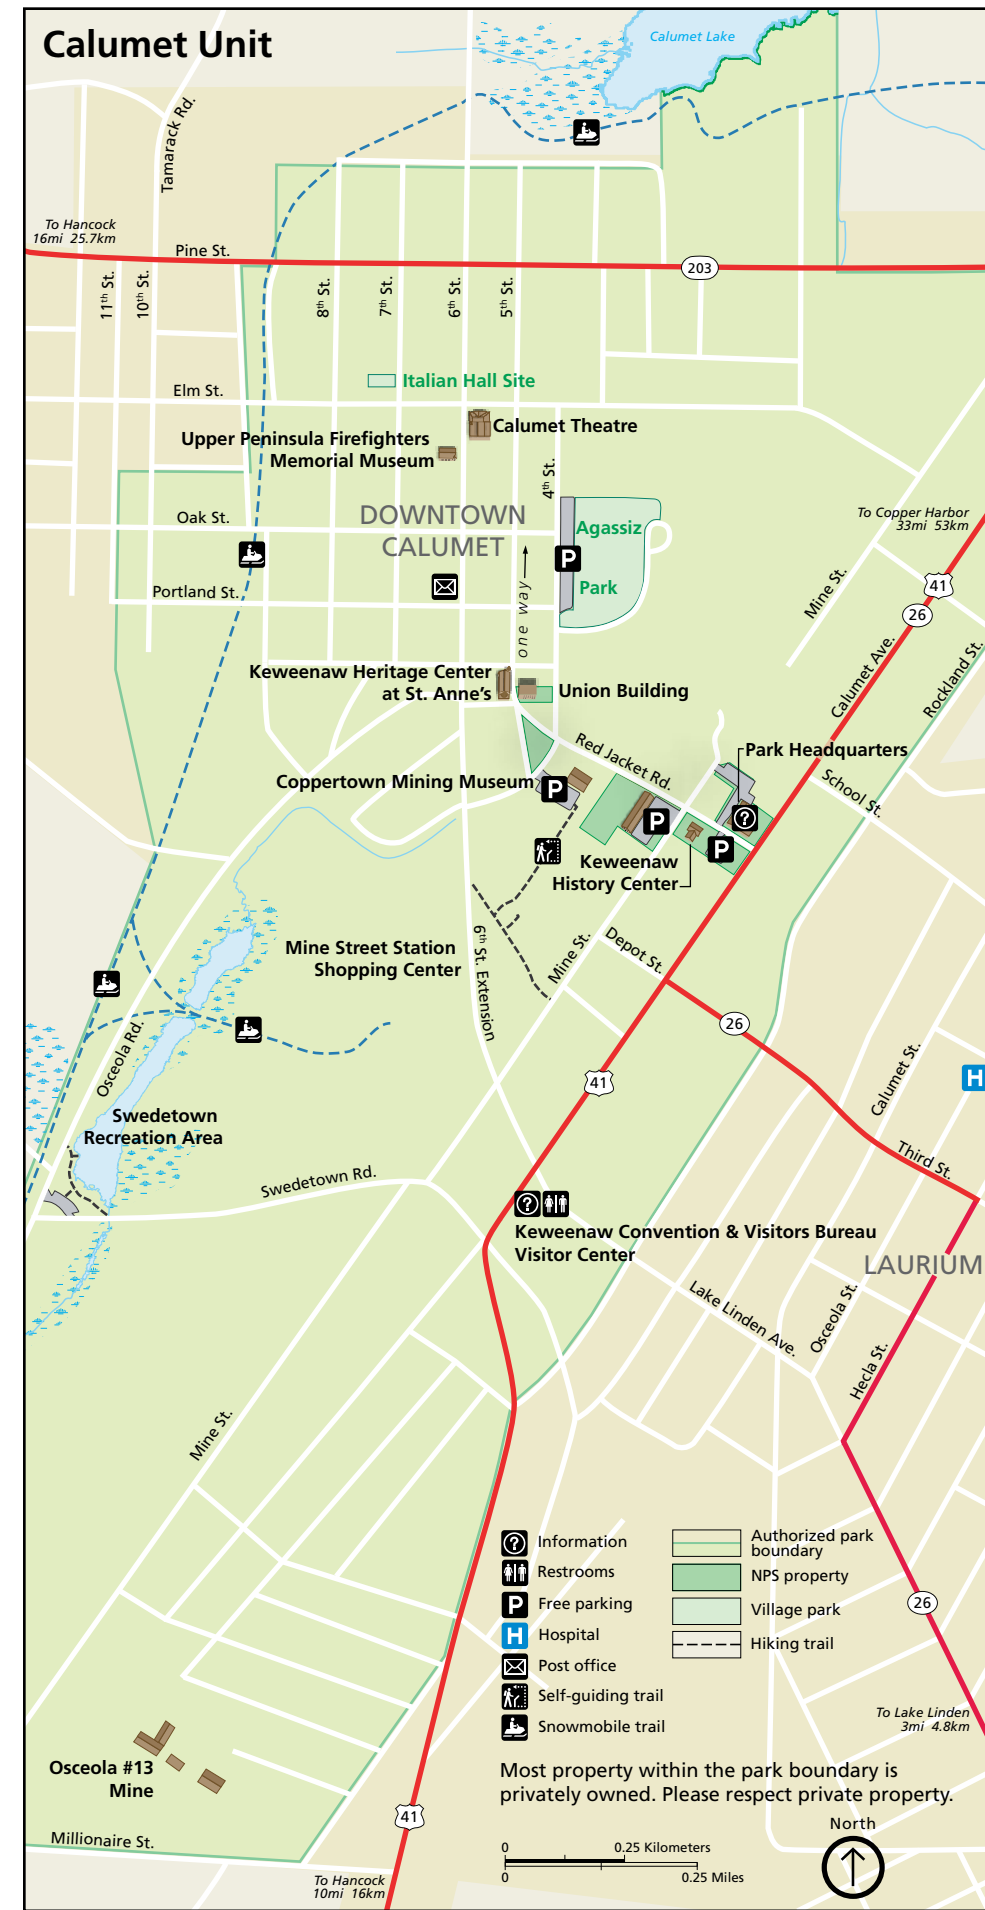 Calumet Unit
Calumet Lake
Tamarack Rd.
To Hancock
16mi 25.7km
Pine St.
203
11th St.
10th St.
8th St.
7th St.
6th St.
5th St.
Italian Hall Site
Elm St.
Calumet Theatre
Upper Peninsula Firefighters
Memorial Museum
4th St.
DOWNTOWN
CALUMET
Oak St.
Agassiz
Park
P
To Copper Harbor
33mi 53km
41
26
Mine St.
Portland St.
one way
Calumet Ave.
Rockland St.
Keweenaw Heritage Center
at St. Anne's
Union Building
Red Jacket Rd.
Park Headquarters
School St.
Coppertown Mining Museum
P
P
?
P
Keweenaw
History Center
Mine Street Station
Shopping Center
6th St. Extension
Mine St.
Depot St.
26
Osceola Rd.
41
Calumet St.
H
Swedetown
Recreation Area
Third St.
Swedetown Rd.
?
Keweenaw Convention & Visitors Bureau
Visitor Center
LAURIUM
Lake Linden Ave.
Osceola St.
Hecla St.
Mine St.
? Information
Restrooms
P Free parking
H Hospital
Post office
Self-guiding trail
Snowmobile trail
Authorized park
boundary
NPS property
Village park
Hiking trail
26
To Lake Linden
3mi 4.8km
Osceola #13
Mine
Most property within the park boundary is
privately owned. Please respect private property.
41
Millionaire St.
North
0 0.25 Kilometers
0 0.25 Miles
To Hancock
10mi 16km